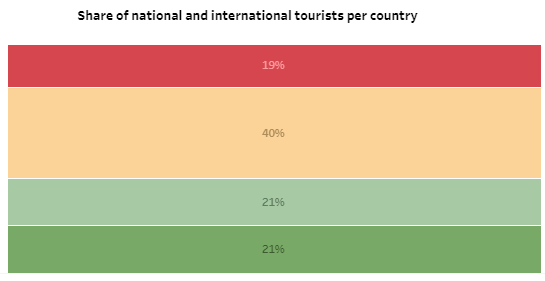 Share of national and international tourists per country
19%
40%
21%
21%